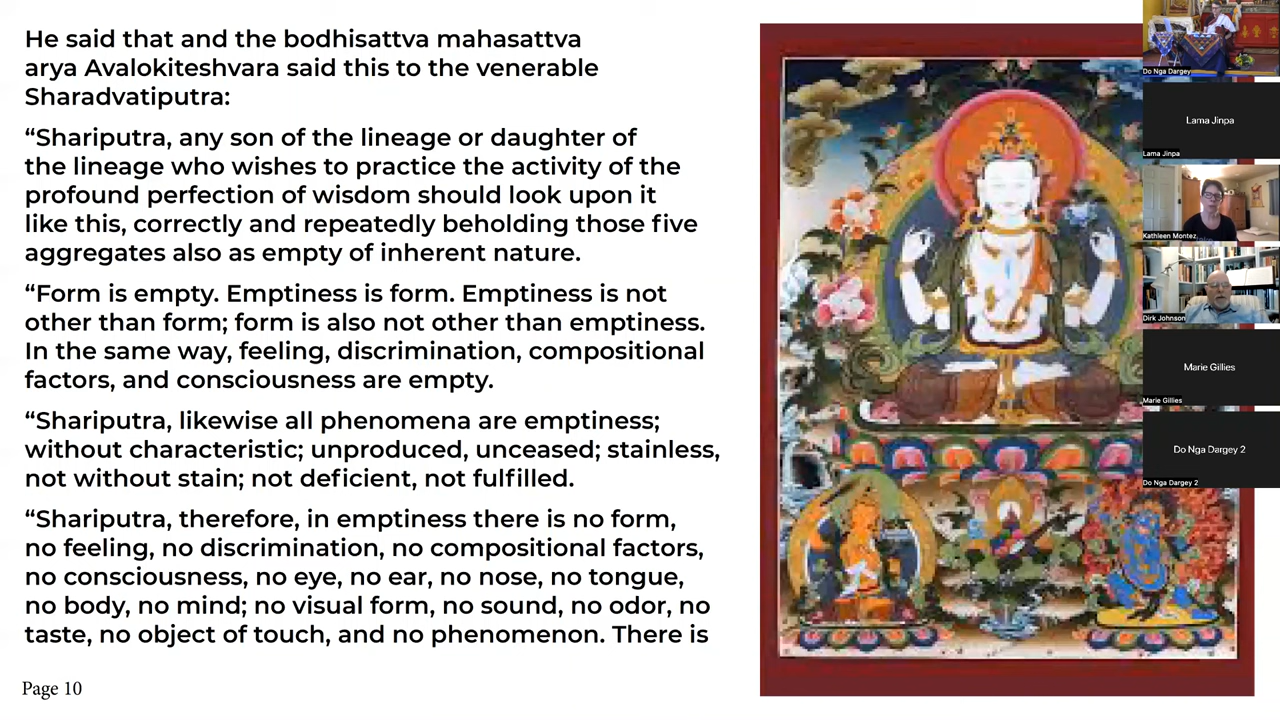 He said that and the bodhisattva mahasattva
arya Avalokiteshvara said this to the venerable
Sharadvatiputra:
“Shariputra, any son of the lineage or daughter of
the lineage who wishes to practice the activity of the
profound perfection of wisdom should look upon it
like this, correctly and repeatedly beholding those five
aggregates also as empty of inherent nature.
“Form is empty. Emptiness is form. Emptiness is not
other than form; form is also not other than emptiness.
In the same way, feeling, discrimination, compositional
factors, and consciousness are empty.
“Shariputra, likewise all phenomena are emptiness;
without characteristic; unproduced, unceased; stainless,
not without stain; not deficient, not fulfilled.
“Shariputra, therefore, in emptiness there is no form,
no feeling, no discrimination, no compositional factors,
no consciousness, no eye, no ear, no nose, no tongue,
no body, no mind; no visual form, no sound, no odor, no
taste, no object of touch, and no phenomenon. There is
Page 10
Do Nga Dargey
Lama Jinpa
Lama Jinpa
Kathleen Montez
Dirk Johnson
Marie Gillies
Marie Gillies
Do Nga Dargey 2
Do Nga Dargey 2